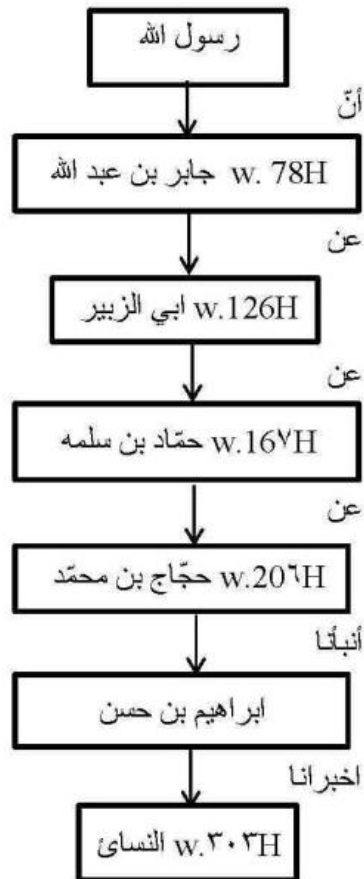 رسول الله
أنّ
جابر بن عبد الله w. 78H
عن
ابي الزبير w.126H
عن
حمّاد بن سلمه w.16٧H
عن
حجّاج بن محمّد w.20٦H
أنبأنا
ابراهيم بن حسن
اخبرانا
النسائ w.٣٠٣H